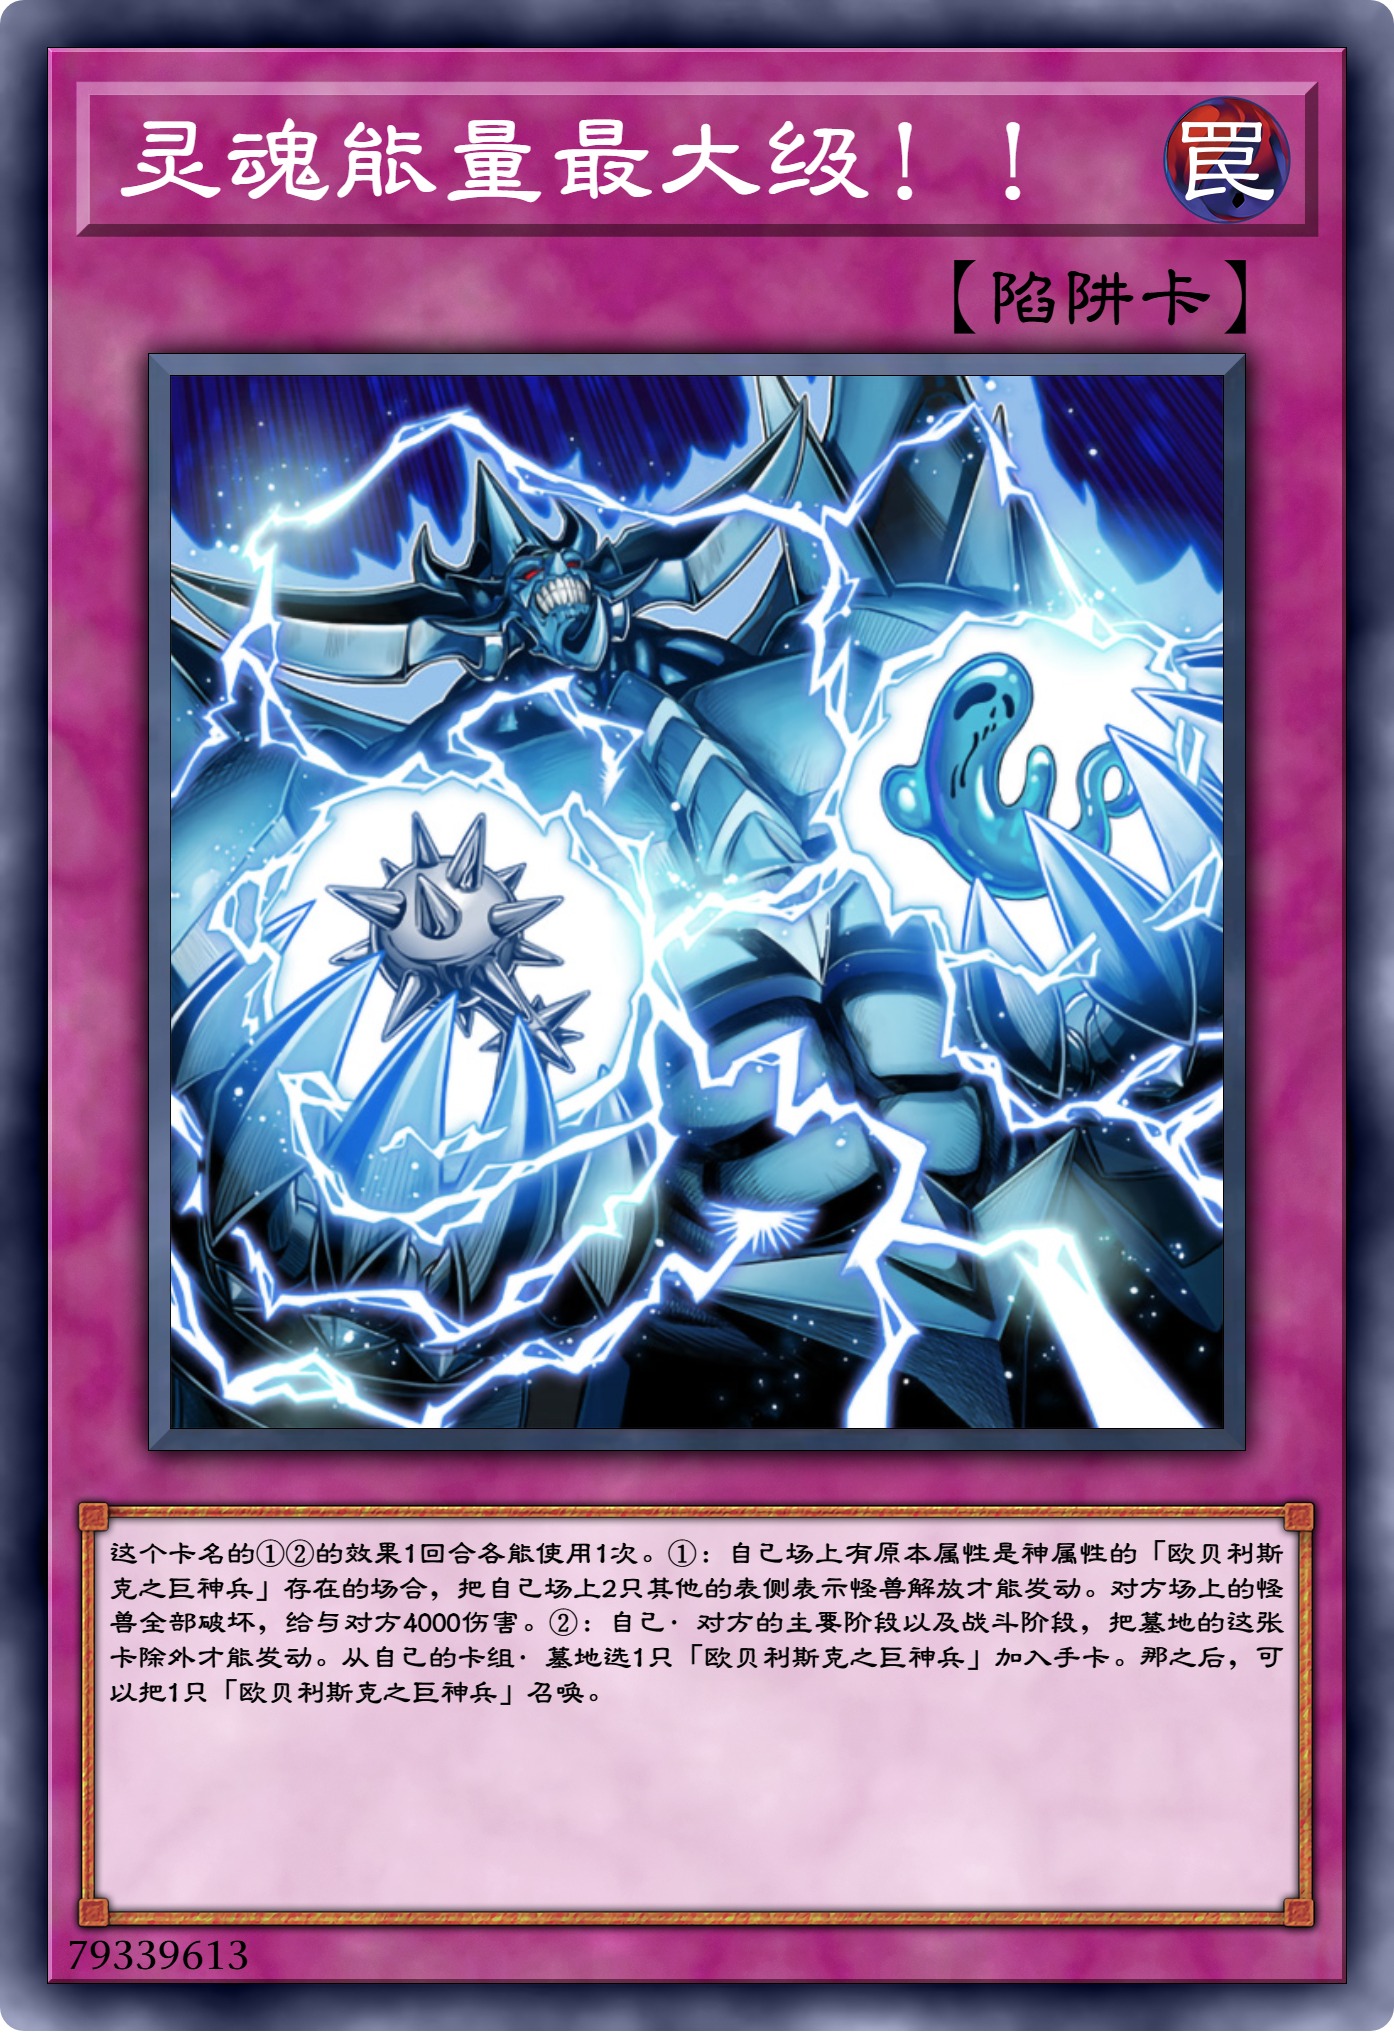 灵魂能量最大级！！
罠
【陷阱卡】
这个卡名的①②的效果1回合各能使用1次。①：自己场上有原本属性是神属性的「欧贝利斯
克之巨神兵」存在的场合，把自己场上2只其他的表侧表示怪兽解放才能发动。对方场上的怪
兽全部破坏，给与对方4000伤害。②：自己·对方的主要阶段以及战斗阶段，把墓地的这张
卡除外才能发动。从自己的卡组·墓地选1只「欧贝利斯克之巨神兵」加入手卡。那之后，可
以把1只「欧贝利斯克之巨神兵」召唤。
79339613